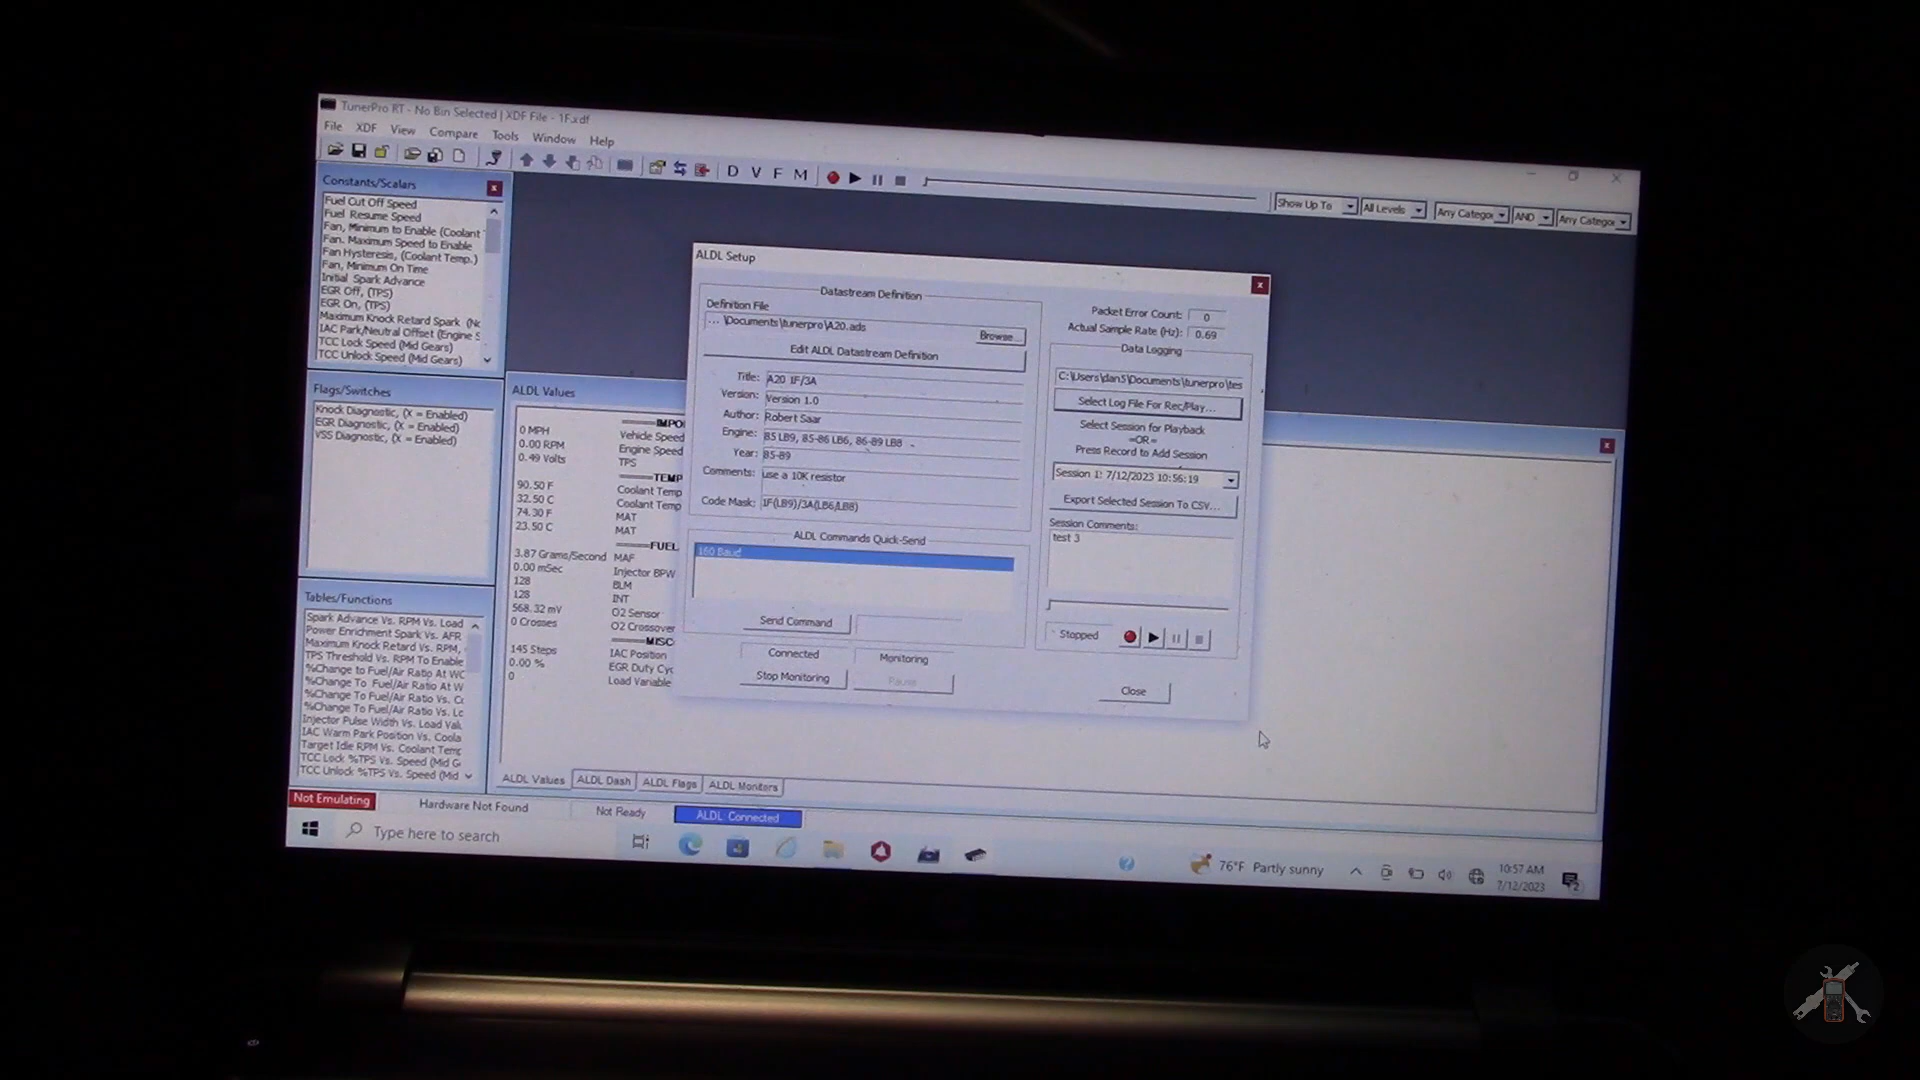 TunerPro RT - No Bin Selected | XDF File - 1F.xdf
File XDF View Compare Tools Window Help
D V F M
Show Up To All Levels Any Categor AND Any Categor
Constants/Scalars
Fuel Cut Off Speed
Fuel Resume Speed
Fan, Minimum to Enable (Coolant
Fan. Maximum Speed to Enable
Fan Hysteresis, (Coolant Temp.)
Fan, Minimum On Time
Initial Spark Advance
EGR Off, (TPS)
EGR On, (TPS)
Maximum Knock Retard Spark (No
IAC Park/Neutral Offset (Engine S
TCC Lock Speed (Mid Gears)
TCC Unlock Speed (Mid Gears)
Flags/Switches
Knock Diagnostic, (X = Enabled)
EGR Diagnostic, (X = Enabled)
VSS Diagnostic, (X = Enabled)
Tables/Functions
Spark Advance Vs. RPM Vs. Load
Power Enrichment Spark Vs. AFR
Maximum Knock Retard Vs. RPM,
TPS Threshold Vs. RPM To Enable
%Change to Fuel/Air Ratio At WC
%Change To Fuel/Air Ratio At W
%Change To Fuel/Air Ratio Vs. Cc
%Change To Fuel/Air Ratio Vs. Lc
Injector Pulse Width Vs. Load Valu
IAC Warm Park Position Vs. Coola
Target Idle RPM Vs. Coolant Temp
TCC Lock %TPS Vs. Speed (Mid G
TCC Unlock %TPS Vs. Speed (Mid
ALDL Values
=====IMPO
0 MPH Vehicle Speed
0.00 RPM Engine Speed
0.49 Volts TPS
=====TEMP
90.50 F Coolant Temp
32.50 C Coolant Temp
74.30 F MAT
23.50 C MAT
=====FUEL
3.87 Grams/Second MAF
0.00 mSec Injector BPW
128 BLM
128 INT
568.32 mV O2 Sensor
0 Crosses O2 Crossover
=====MISC
145 Steps IAC Position
0.00 % EGR Duty Cyc
0 Load Variable
ALDL Values ALDL Dash ALDL Flags ALDL Monitors
ALDL Setup
Datastream Definition
Definition File
... \Documents\tunerpro\A20.ads
Browse...
Edit ALDL Datastream Definition
Title: A20 1F/3A
Version: Version 1.0
Author: Robert Saar
Engine: 85 LB9, 85-86 LB6, 86-89 LB8
Year: 85-89
Comments: use a 10K resistor
Code Mask: 1F(LB9)/3A(LB6/LB8)
ALDL Commands Quick-Send
160 Baud
Send Command
Connected Monitoring
Stop Monitoring Pause
Packet Error Count: 0
Actual Sample Rate (Hz): 0.69
Data Logging
C:\Users\dan5\Documents\tunerpro\tes
Select Log File For Rec/Play...
Select Session for Playback
=OR=
Press Record to Add Session
Session 1: 7/12/2023 10:56:19
Export Selected Session To CSV...
Session Comments:
test 3
Stopped
Close
Not Emulating Hardware Not Found Not Ready ALDL Connected
Type here to search
76°F Partly sunny
10:57 AM
7/12/2023
2